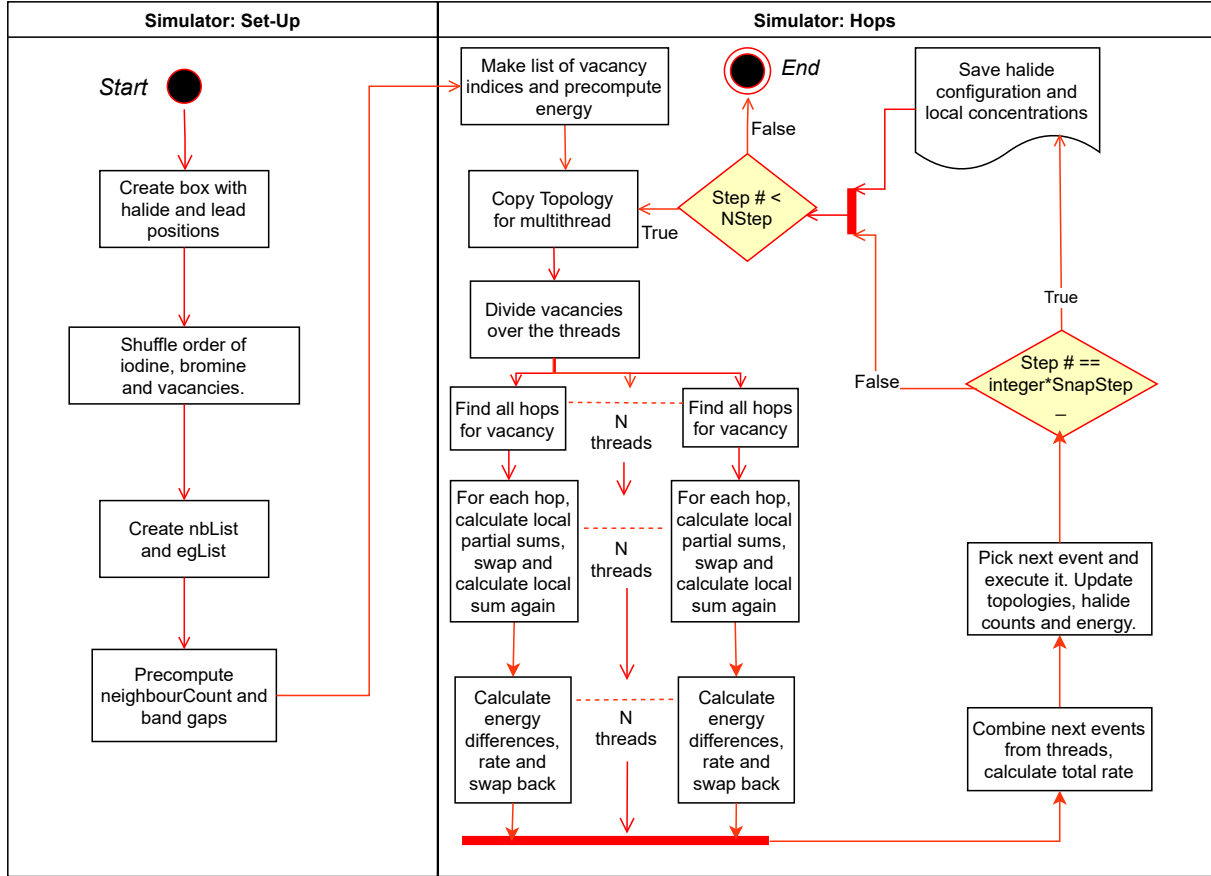 Simulator: Set-Up
Simulator: Hops
Start
Create box with
halide and lead
positions
Shuffle order of
iodine, bromine
and vacancies.
Create nbList
and egList
Precompute
neighbourCount and
band gaps
Make list of vacancy
indices and precompute
energy
End
False
Step # <
NStep
True
Copy Topology
for multithread
Divide vacancies
over the threads
Find all hops
for vacancy
N
threads
Find all hops
for vacancy
For each hop,
calculate local
partial sums,
swap and
calculate local
sum again
N
threads
For each hop,
calculate local
partial sums,
swap and
calculate local
sum again
Calculate
energy
differences,
rate and
swap back
N
threads
Calculate
energy
differences,
rate and
swap back
Save halide
configuration and
local concentrations
True
False
Step # ==
integer*SnapStep
_
Pick next event and
execute it. Update
topologies, halide
counts and energy.
Combine next events
from threads,
calculate total rate